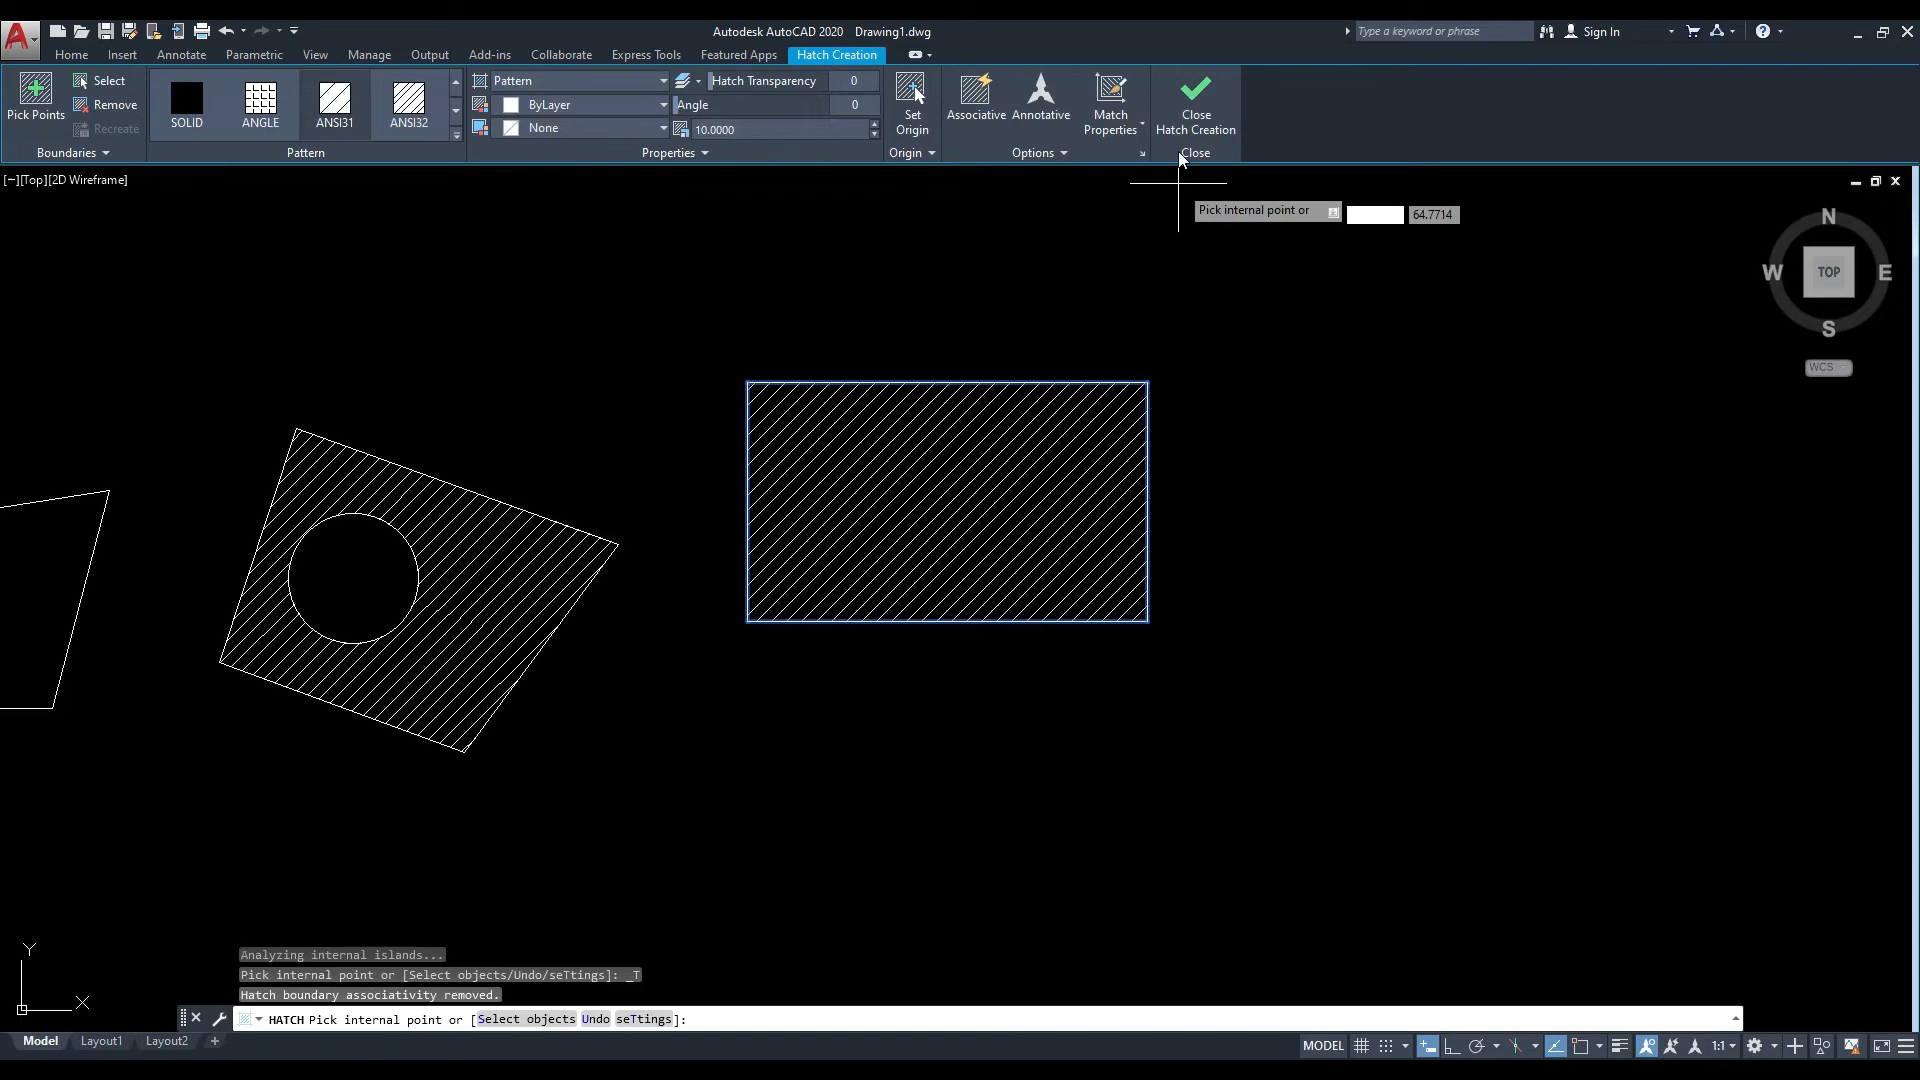 Autodesk AutoCAD 2020 Drawing1.dwg
Type a keyword or phrase
Sign In
Home Insert Annotate Parametric View Manage Output Add-ins Collaborate Express Tools Featured Apps Hatch Creation
Pick Points
Select
Remove
Recreate
Boundaries
SOLID ANGLE ANSI31 ANSI32
Pattern
Pattern
ByLayer
None
Hatch Transparency 0
Angle 0
10.0000
Properties
Set
Origin
Origin
Associative
Annotative
Match
Properties
Options
Close
Hatch Creation
Close
[−][Top][2D Wireframe]
Pick internal point or
64.7714
N
W TOP E
S
WCS
Y
X
Analyzing internal islands...
Pick internal point or [Select objects/Undo/seTtings]: _T
Hatch boundary associativity removed.
HATCH Pick internal point or [Select objects Undo seTtings]:
Model Layout1 Layout2 +
MODEL 1:1